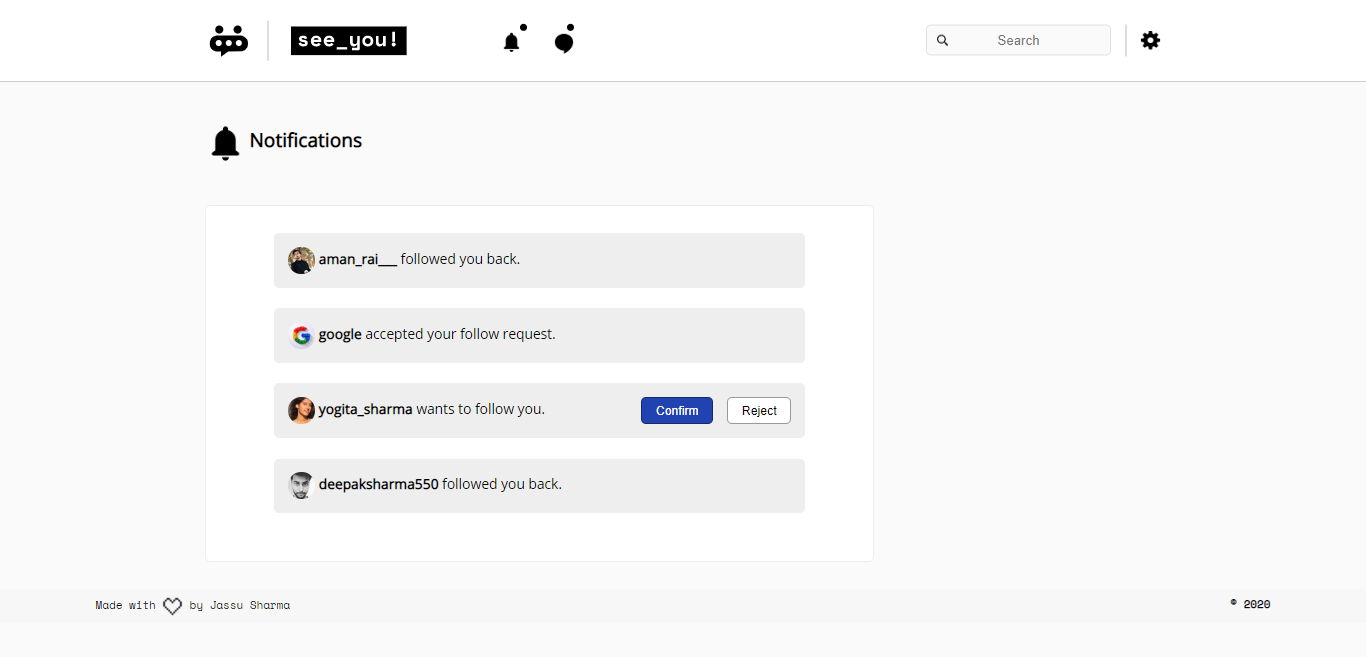 see_you!
Search
Notifications
aman_rai___ followed you back.
google accepted your follow request.
yogita_sharma wants to follow you. Confirm Reject
deepaksharma550 followed you back.
Made with by Jassu Sharma
© 2020